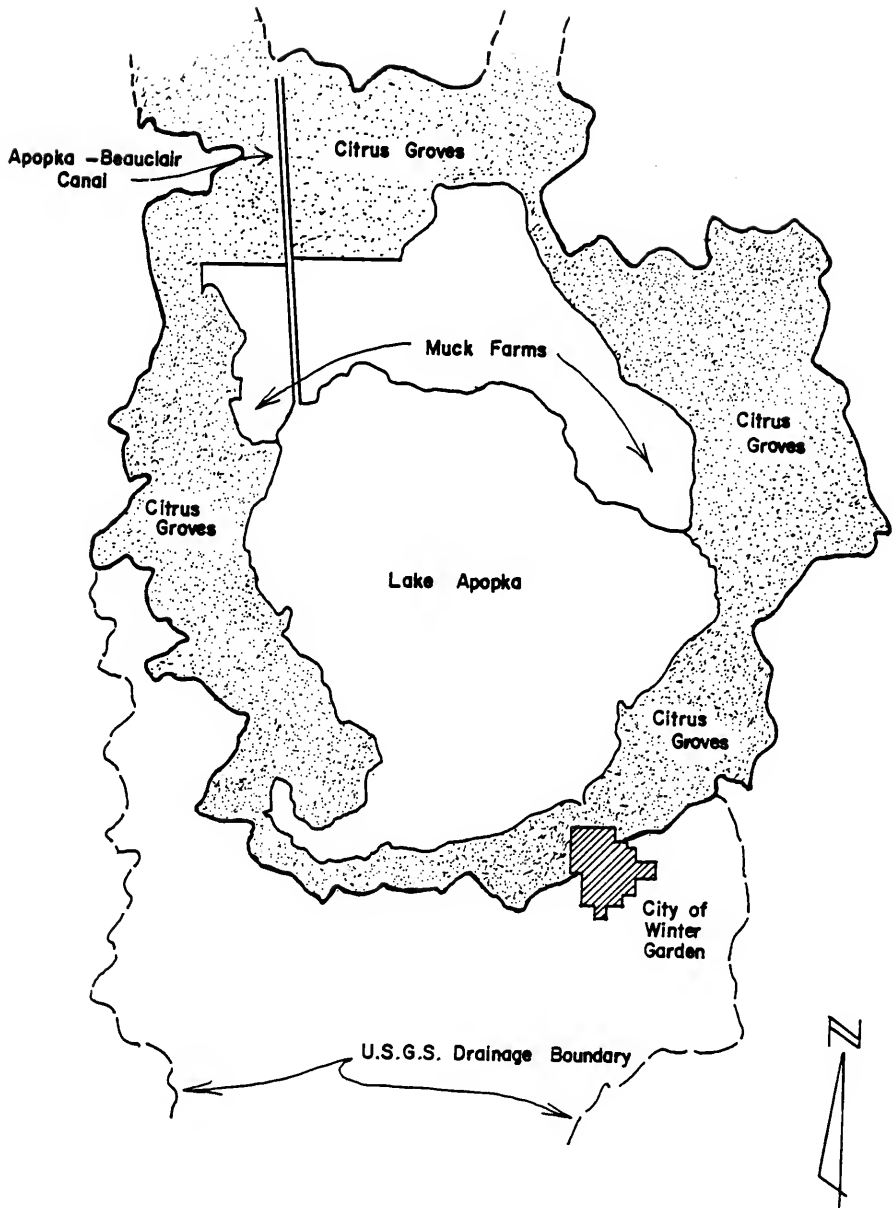 Citrus Groves
Apopka - Beauclair
Canal
Muck Farms
Citrus
Groves
Citrus
Groves
Lake Apopka
Citrus
Groves
City of
Winter
Garden
U.S.G.S. Drainage Boundary
N